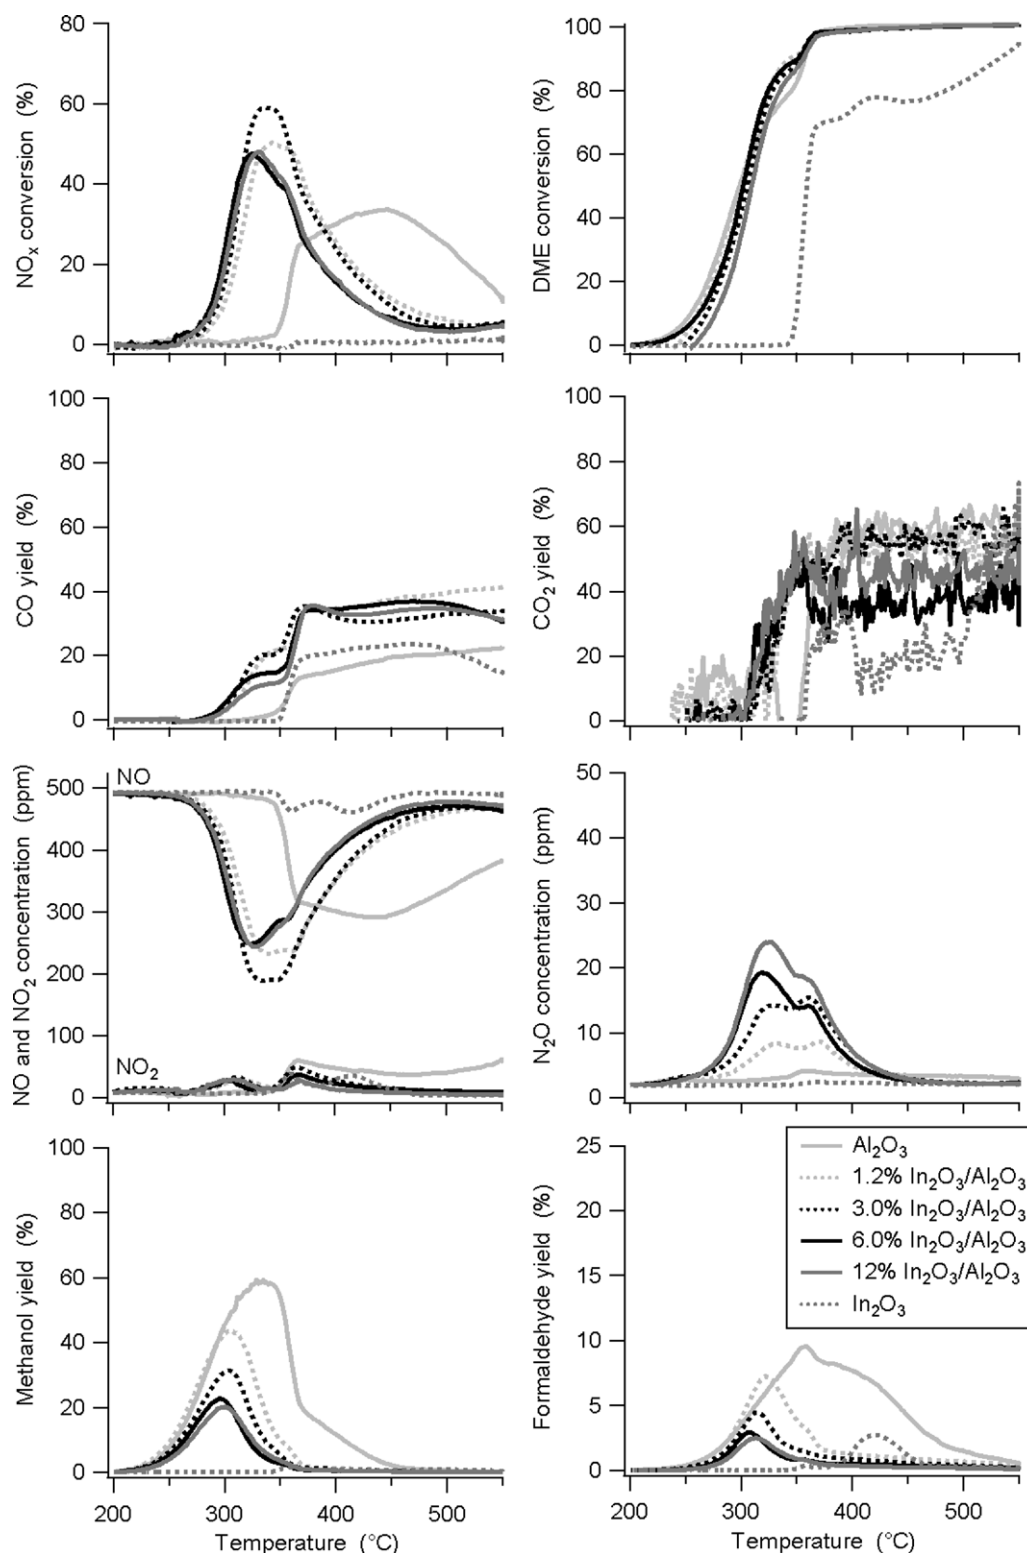 80
60
40
20
0
NOx conversion (%)
100
80
60
40
20
0
DME conversion (%)
100
80
60
40
20
0
CO yield (%)
100
80
60
40
20
0
CO2 yield (%)
500
400
300
200
100
0
NO and NO2 concentration (ppm)
NO
NO2
50
40
30
20
10
0
N2O concentration (ppm)
100
80
60
40
20
0
Methanol yield (%)
200 300 400 500
Temperature (°C)
25
20
15
10
5
0
Formaldehyde yield (%)
Al2O3
1.2% In2O3/Al2O3
3.0% In2O3/Al2O3
6.0% In2O3/Al2O3
12% In2O3/Al2O3
In2O3
200 300 400 500
Temperature (°C)